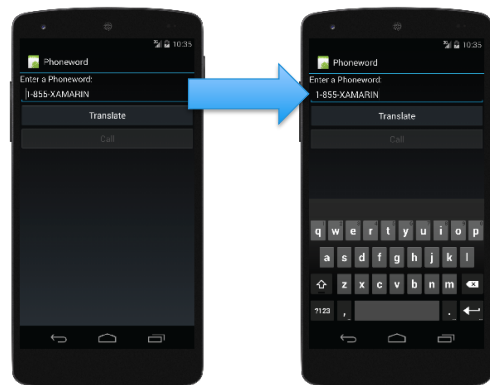 10:35
Phoneword
Enter a Phoneword:
1-855-XAMARIN
Translate
Call
10:35
Phoneword
Enter a Phoneword:
1-855-XAMARIN
Translate
Call
q w e r t y u i o p
a s d f g h j k l
z x c v b n m
?123 , .